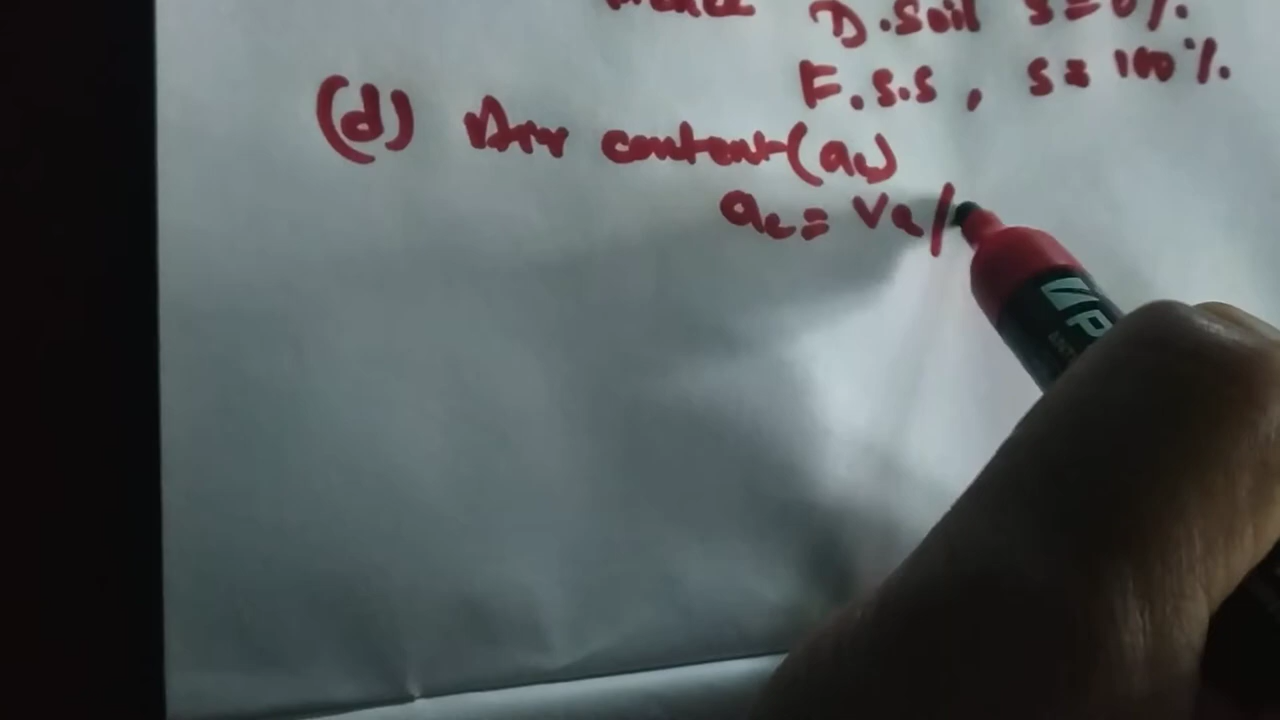 D.Soil S=0%.
F.S.S, S= 100%.
(d) Air content (ac)
ac = Va/
P